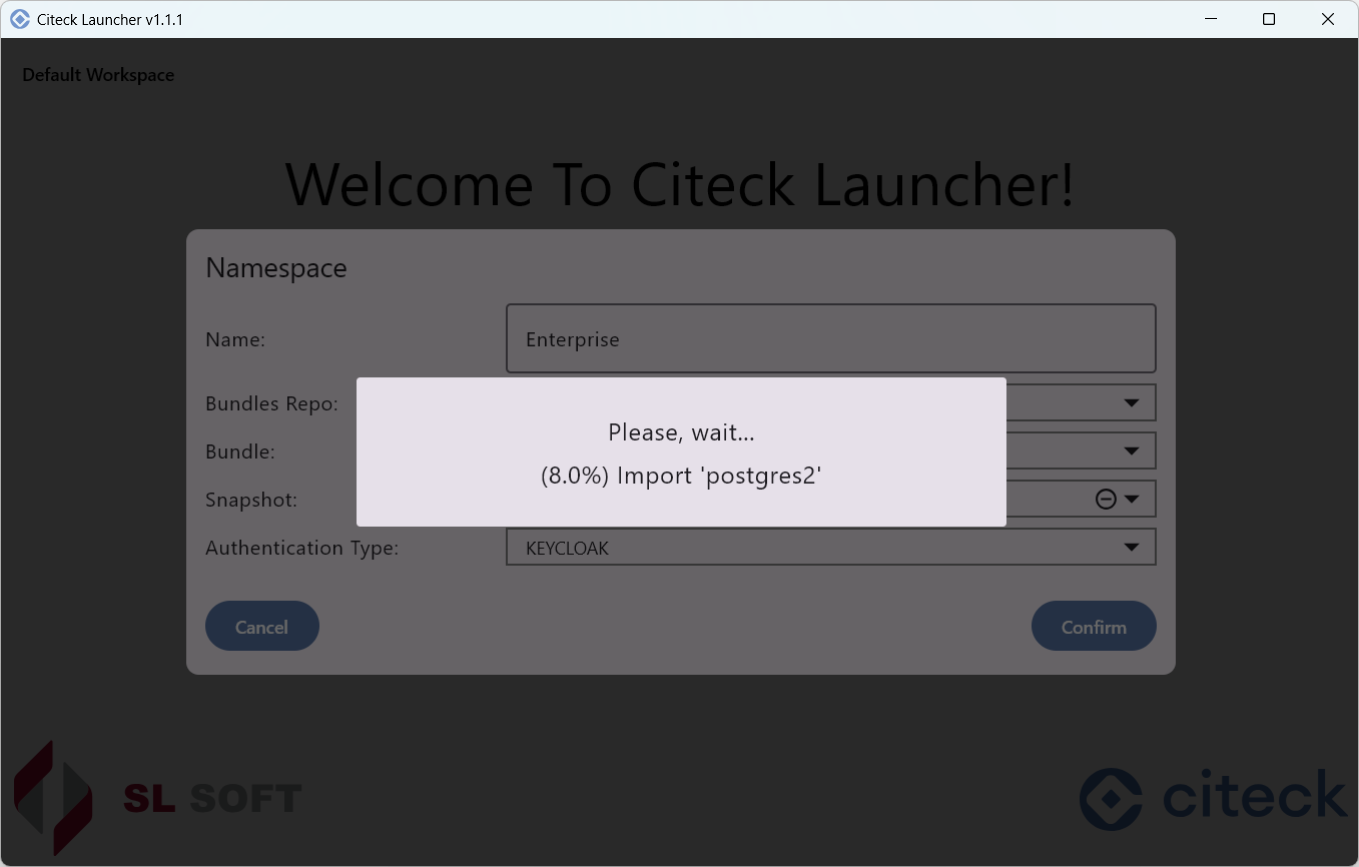 Citeck Launcher v1.1.1
Default Workspace
Welcome To Citeck Launcher!
Namespace
Name:
Enterprise
Bundles Repo:
Bundle:
Snapshot:
Please, wait...
(8.0%) Import 'postgres2'
Authentication Type:
KEYCLOAK
Cancel
Confirm
SL SOFT
citeck